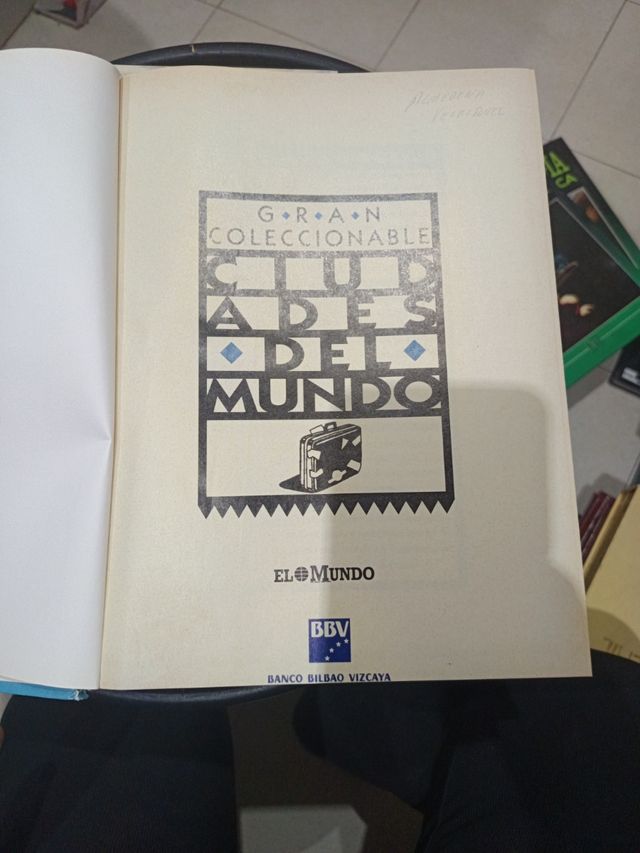 G·R·A·N
COLECCIONABLE
CIUD
ADES
DEL
MUNDO
EL MUNDO
BBV
BANCO BILBAO VIZCAYA